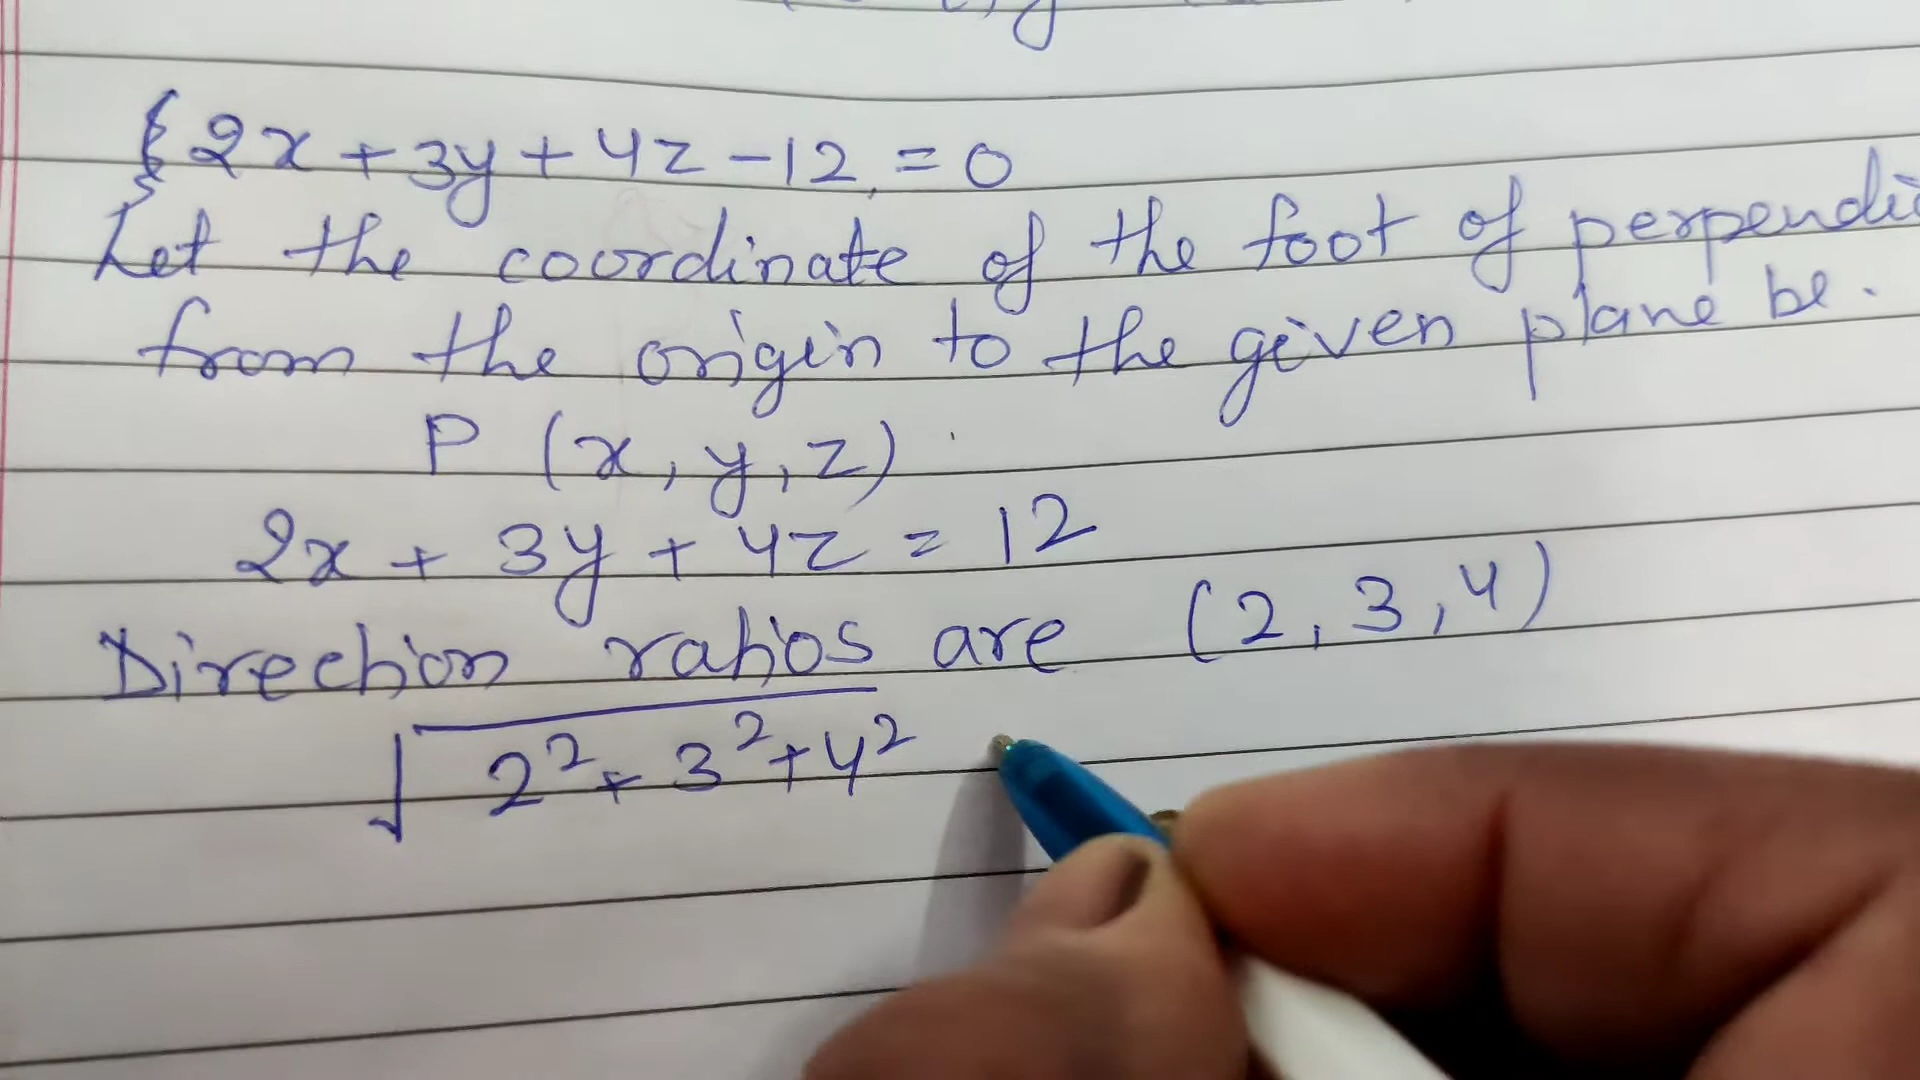 2x + 3y + 4z - 12 = 0
Let the coordinate of the foot of
from the origin to the given plane be.
P (x, y, z)
2x + 3y + 4z = 12
Direction ratios are (2, 3, 4)
√2² + 3² + 4²